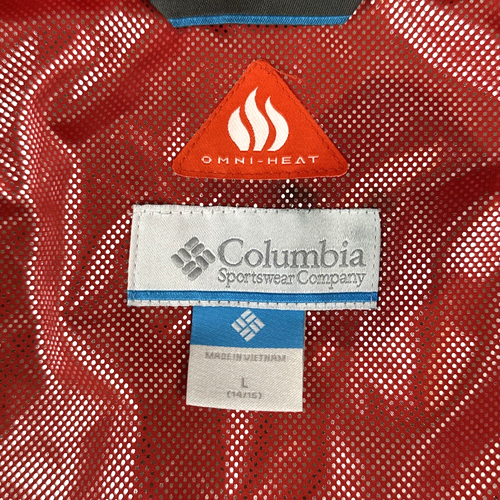 OMNI-HEAT
Columbia
Sportswear Company
MADE IN VIETNAM
L
(14/16)